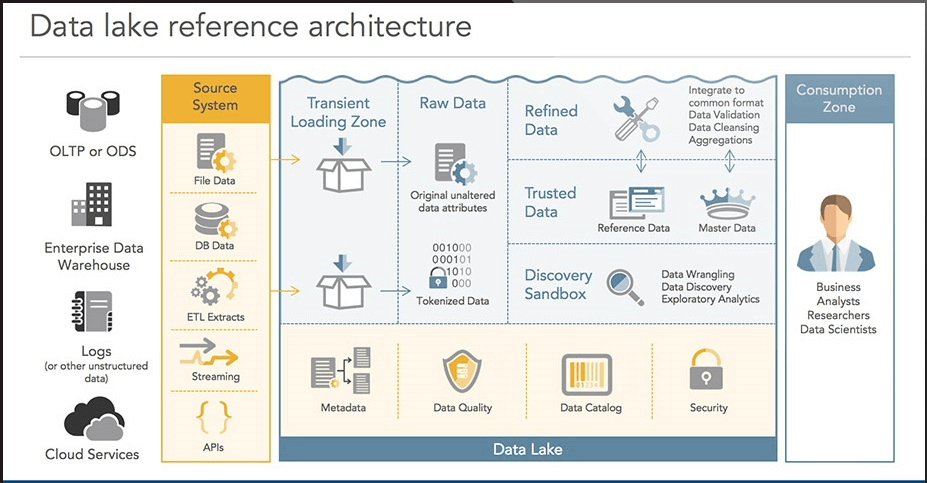 Data lake reference architecture
OLTP or ODS
Enterprise Data
Warehouse
Logs
(or other unstructured
data)
Cloud Services
Source
System
File Data
DB Data
ETL Extracts
Streaming
APIs
Transient
Loading Zone
Raw Data
Original unaltered
data attributes
001000
000101
1010
000
Tokenized Data
Refined
Data
Integrate to
common format
Data Validation
Data Cleansing
Aggregations
Trusted
Data
Reference Data
Master Data
Discovery
Sandbox
Data Wrangling
Data Discovery
Exploratory Analytics
Metadata
Data Quality
01234
Data Catalog
Security
Data Lake
Consumption
Zone
Business
Analysts
Researchers
Data Scientists